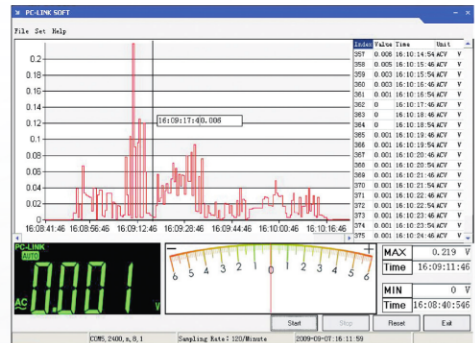 PC-LINK SOFT
File Set Help
Index Value Time Unit
357 0.006 16:10:14:54 ACV V
358 0.005 16:10:15:46 ACV V
359 0.003 16:10:15:54 ACV V
360 0.003 16:10:16:46 ACV V
361 0.001 16:10:16:54 ACV V
362 0 16:10:17:46 ACV V
363 0 16:10:18:46 ACV V
364 0 16:10:18:54 ACV V
365 0.001 16:10:19:46 ACV V
366 0.001 16:10:19:54 ACV V
367 0.001 16:10:20:46 ACV V
368 0.001 16:10:20:54 ACV V
369 0.001 16:10:21:46 ACV V
370 0.001 16:10:21:54 ACV V
371 0.001 16:10:22:46 ACV V
372 0.001 16:10:22:54 ACV V
373 0.001 16:10:23:46 ACV V
374 0.001 16:10:23:54 ACV V
375 0.001 16:10:24:46 ACV V
0.2
0.18
0.16
0.14
0.12
0.1
0.08
0.06
0.04
0.02
0
16:09:17:4 0.006
16:08:41:46 16:08:56:46 16:09:12:46 16:09:28:46 16:09:44:46 16:10:00:46 16:10:16:46
PC-LINK
AUTO
AC 0.001 V
6 5 4 3 2 1 0 1 2 3 4 5 6
MAX 0.219 V
Time 16:09:11:46
MIN 0 V
Time 16:08:40:546
Start Stop Reset Exit
COM5,2400,n,8,1 Sampling Rate: 120/Minute 2009-09-07 16:11:59